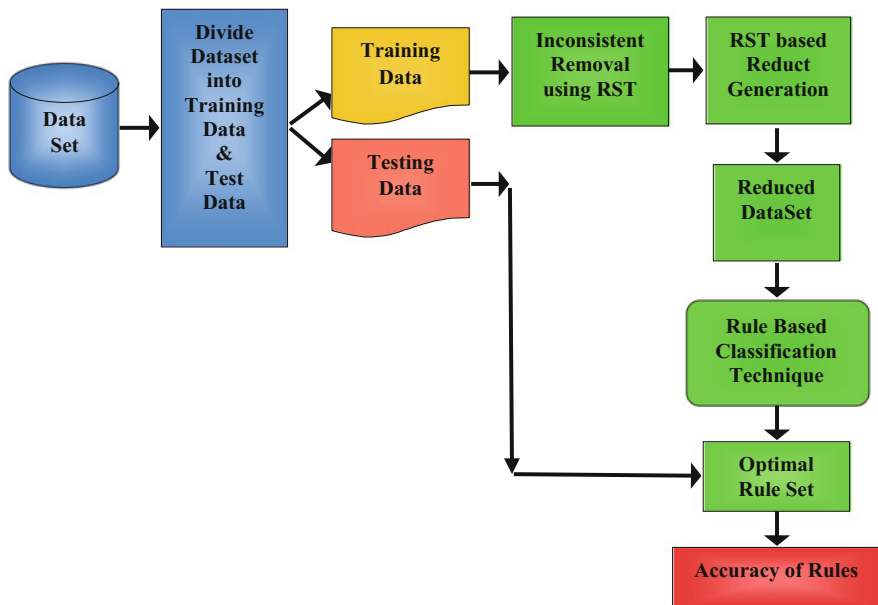 Data
Set
Divide
Dataset
into
Training
Data
&
Test
Data
Training
Data
Testing
Data
Inconsistent
Removal
using RST
RST based
Reduct
Generation
Reduced
DataSet
Rule Based
Classification
Technique
Optimal
Rule Set
Accuracy of Rules